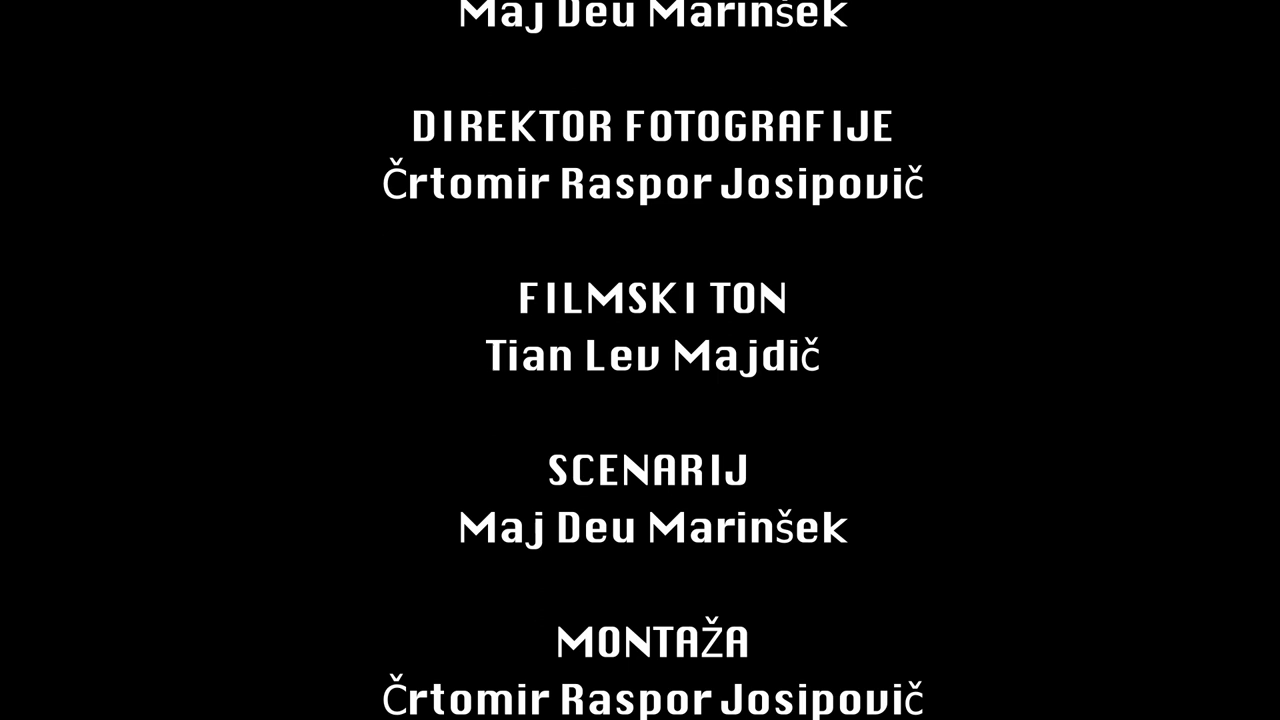 Maj Deu Marinšek
DIREKTOR FOTOGRAFIJE
Črtomir Raspor Josipovič
FILMSKI TON
Tian Lev Majdič
SCENARIJ
Maj Deu Marinšek
MONTAŽA
Črtomir Raspor Josipovič